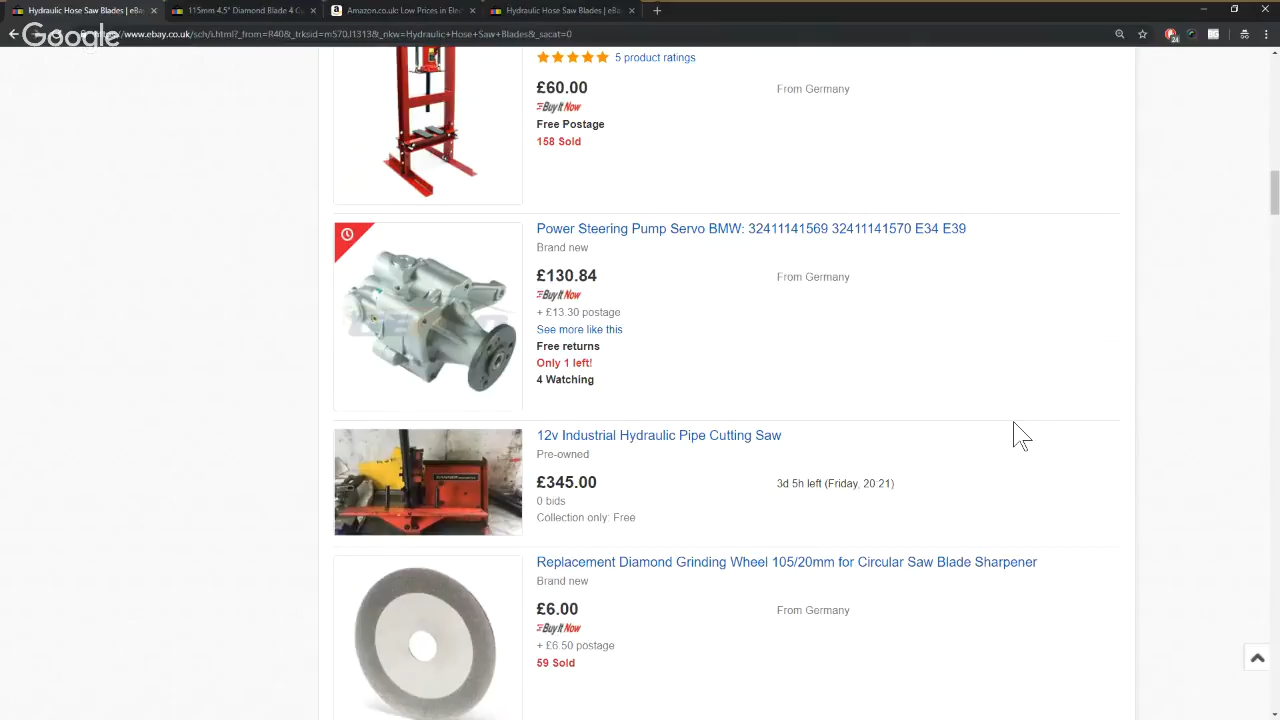 Hydraulic Hose Saw Blades | eBa
115mm 4.5" Diamond Blade 4 Cu
Amazon.co.uk: Low Prices in Elec
Hydraulic Hose Saw Blades | eB
Google
https://www.ebay.co.uk/sch/i.html?_from=R40&_trksid=m570.l1313&_nkw=Hydraulic+Hose+Saw+Blades&_sacat=0
24
5 product ratings
£60.00
From Germany
Buy It Now
Free Postage
158 Sold
Power Steering Pump Servo BMW: 32411141569 32411141570 E34 E39
Brand new
£130.84
From Germany
Buy It Now
+ £13.30 postage
See more like this
Free returns
Only 1 left!
4 Watching
12v Industrial Hydraulic Pipe Cutting Saw
Pre-owned
£345.00
3d 5h left (Friday, 20:21)
0 bids
Collection only: Free
Replacement Diamond Grinding Wheel 105/20mm for Circular Saw Blade Sharpener
Brand new
£6.00
From Germany
Buy It Now
+ £6.50 postage
59 Sold